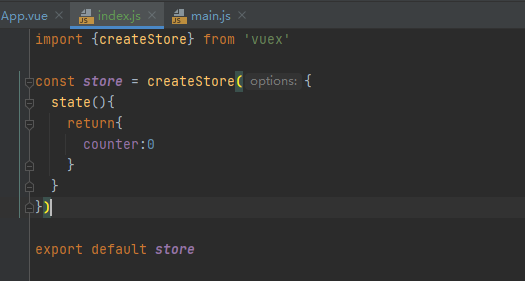 App.vue index.js main.js
import {createStore} from 'vuex'
const store = createStore( options: {
state(){
return{
counter:0
}
}
})
export default store